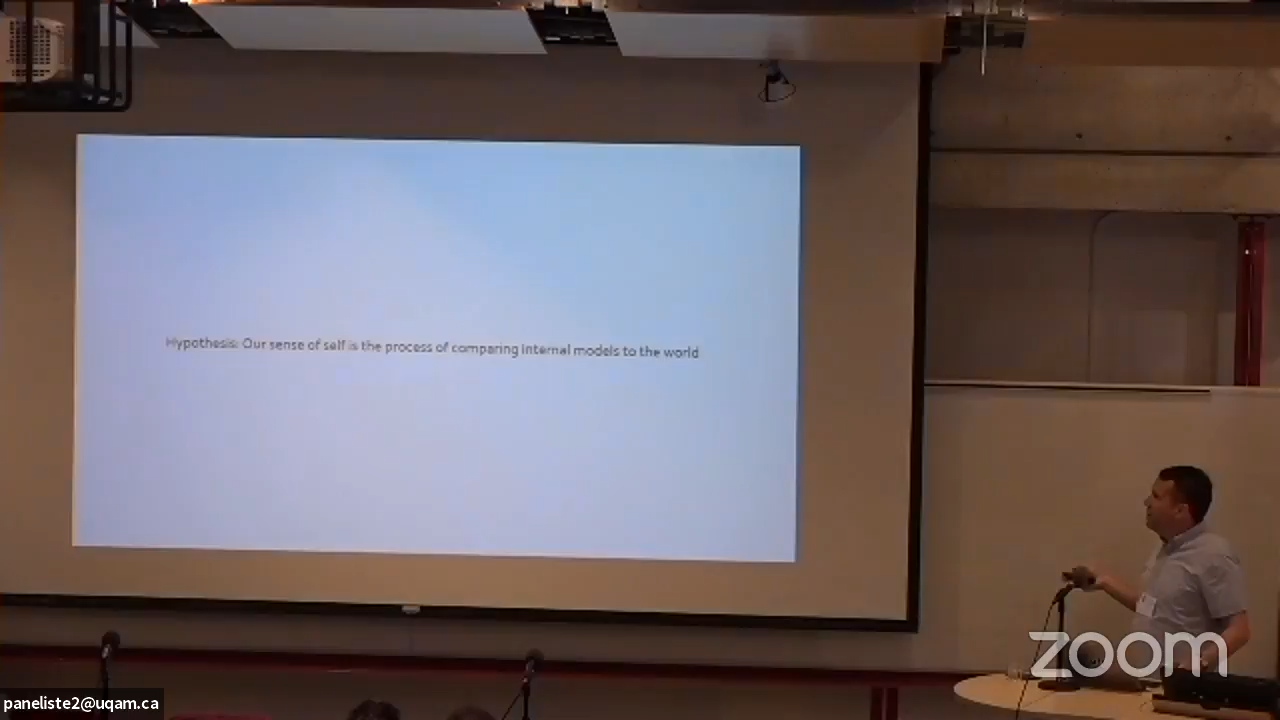 Hypothesis: Our sense of self is the process of comparing internal models to the world
zoom
paneliste2@uqam.ca